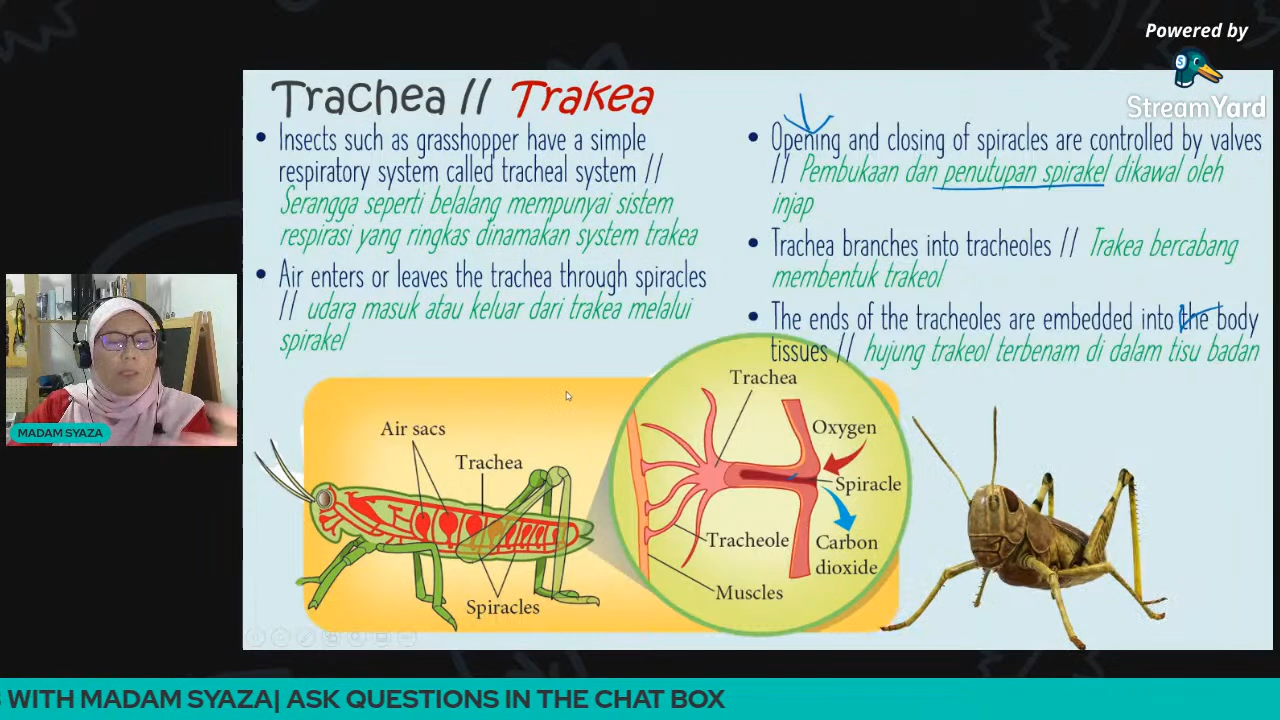 Powered by
StreamYard
Trachea // Trakea
• Insects such as grasshopper have a simple
respiratory system called tracheal system //
Serangga seperti belalang mempunyai sistem
respirasi yang ringkas dinamakan system trakea
• Air enters or leaves the trachea through spiracles
// udara masuk atau keluar dari trakea melalui
spirakel
• Opening and closing of spiracles are controlled by valves
// Pembukaan dan penutupan spirakel dikawal oleh
injap
• Trachea branches into tracheoles // Trakea bercabang
membentuk trakeol
• The ends of the tracheoles are embedded into the body
tissues // hujung trakeol terbenam di dalam tisu badan
Air sacs
Trachea
Spiracles
Trachea
Oxygen
Spiracle
Tracheole
Carbon
dioxide
Muscles
MADAM SYAZA
WITH MADAM SYAZA| ASK QUESTIONS IN THE CHAT BOX